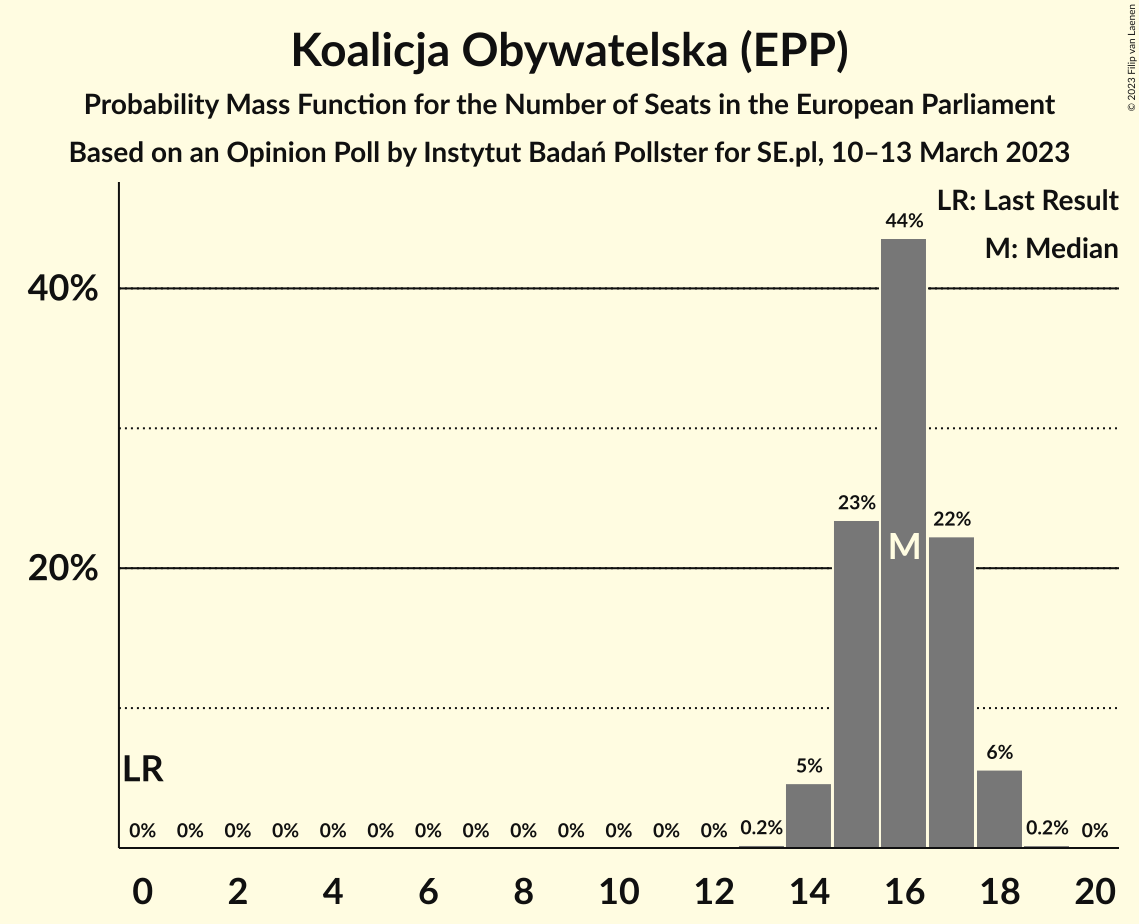 Koalicja Obywatelska (EPP)
Probability Mass Function for the Number of Seats in the European Parliament
Based on an Opinion Poll by Instytut Badań Pollster for SE.pl, 10–13 March 2023
© 2023 Filip van Laenen
LR: Last Result
M: Median
44%
40%
23%
22%
M
20%
LR
5%
6%
0% 0% 0% 0% 0% 0% 0% 0% 0% 0% 0% 0% 0% 0.2% 0.2% 0%
0 2 4 6 8 10 12 14 16 18 20